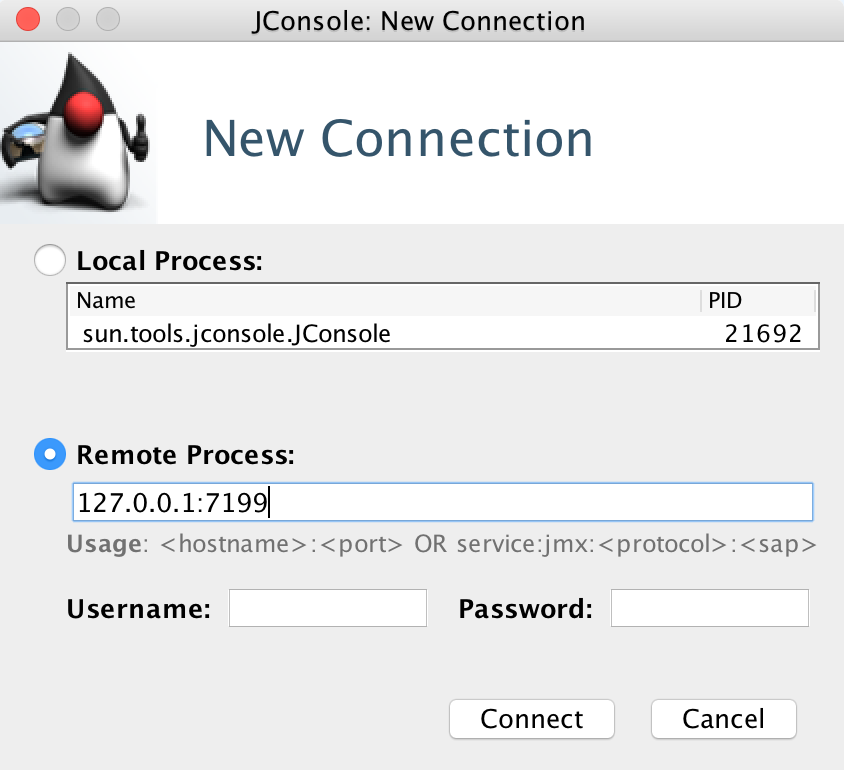 JConsole: New Connection
New Connection
Local Process:
Name PID
sun.tools.jconsole.JConsole 21692
Remote Process:
127.0.0.1:7199
Usage: <hostname>:<port> OR service:jmx:<protocol>:<sap>
Username: Password:
Connect Cancel